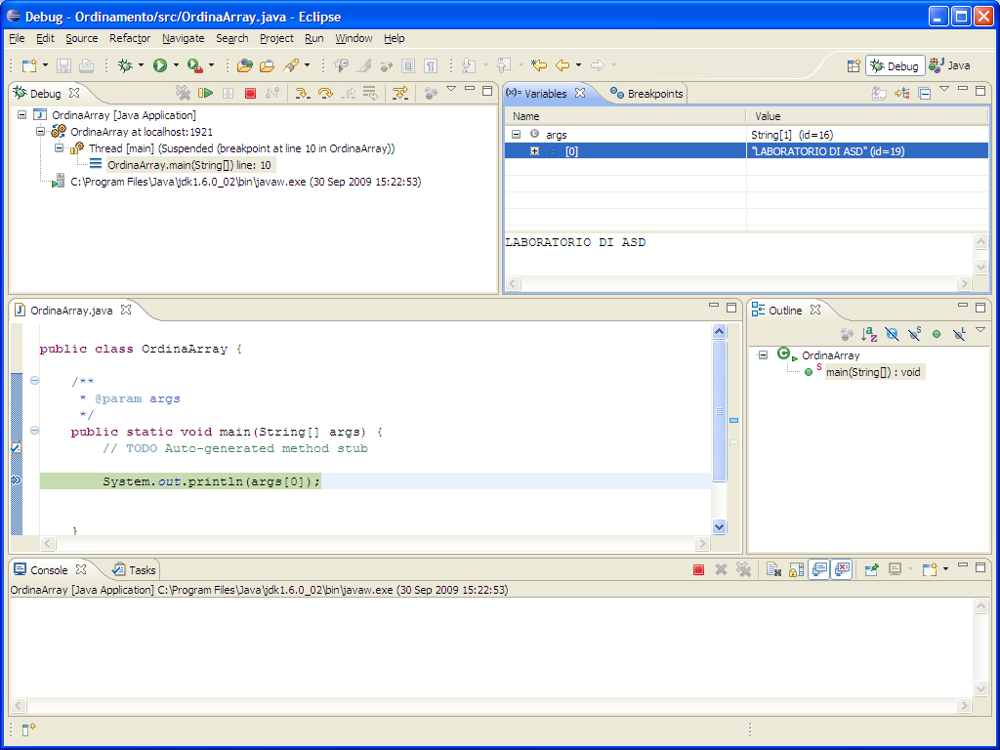 Debug - Ordinamento/src/OrdinaArray.java - Eclipse
File Edit Source Refactor Navigate Search Project Run Window Help
Debug Java
Debug
OrdinaArray [Java Application]
OrdinaArray at localhost:1921
Thread [main] (Suspended (breakpoint at line 10 in OrdinaArray))
OrdinaArray.main(String[]) line: 10
C:\Program Files\Java\jdk1.6.0_02\bin\javaw.exe (30 Sep 2009 15:22:53)
(x)= Variables Breakpoints
Name Value
args String[1] (id=16)
[0] "LABORATORIO DI ASD" (id=19)
LABORATORIO DI ASD
OrdinaArray.java
public class OrdinaArray {
/**
* @param args
*/
public static void main(String[] args) {
// TODO Auto-generated method stub
System.out.println(args[0]);
}
Outline
OrdinaArray
main(String[]) : void
Console Tasks
OrdinaArray [Java Application] C:\Program Files\Java\jdk1.6.0_02\bin\javaw.exe (30 Sep 2009 15:22:53)